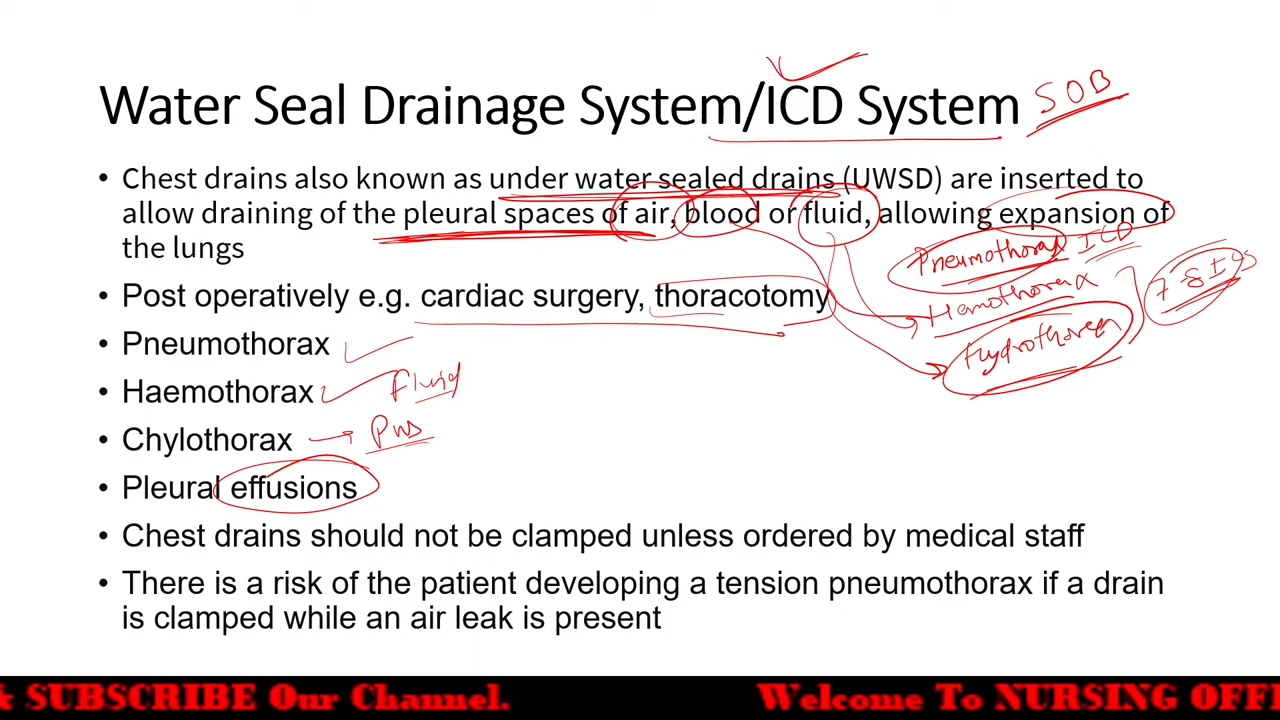 Water Seal Drainage System/ICD System SOB
• Chest drains also known as under water sealed drains (UWSD) are inserted to
allow draining of the pleural spaces of air, blood or fluid, allowing expansion of
the lungs
Pneumothorax ICD
• Post operatively e.g. cardiac surgery, thoracotomy
Hemothorax
7 8 ICS
• Pneumothorax
Hydrothorax
• Haemothorax Fluid
• Chylothorax → Pus
• Pleural effusions
• Chest drains should not be clamped unless ordered by medical staff
• There is a risk of the patient developing a tension pneumothorax if a drain
is clamped while an air leak is present
& SUBSCRIBE Our Channel. Welcome To NURSING OFFI